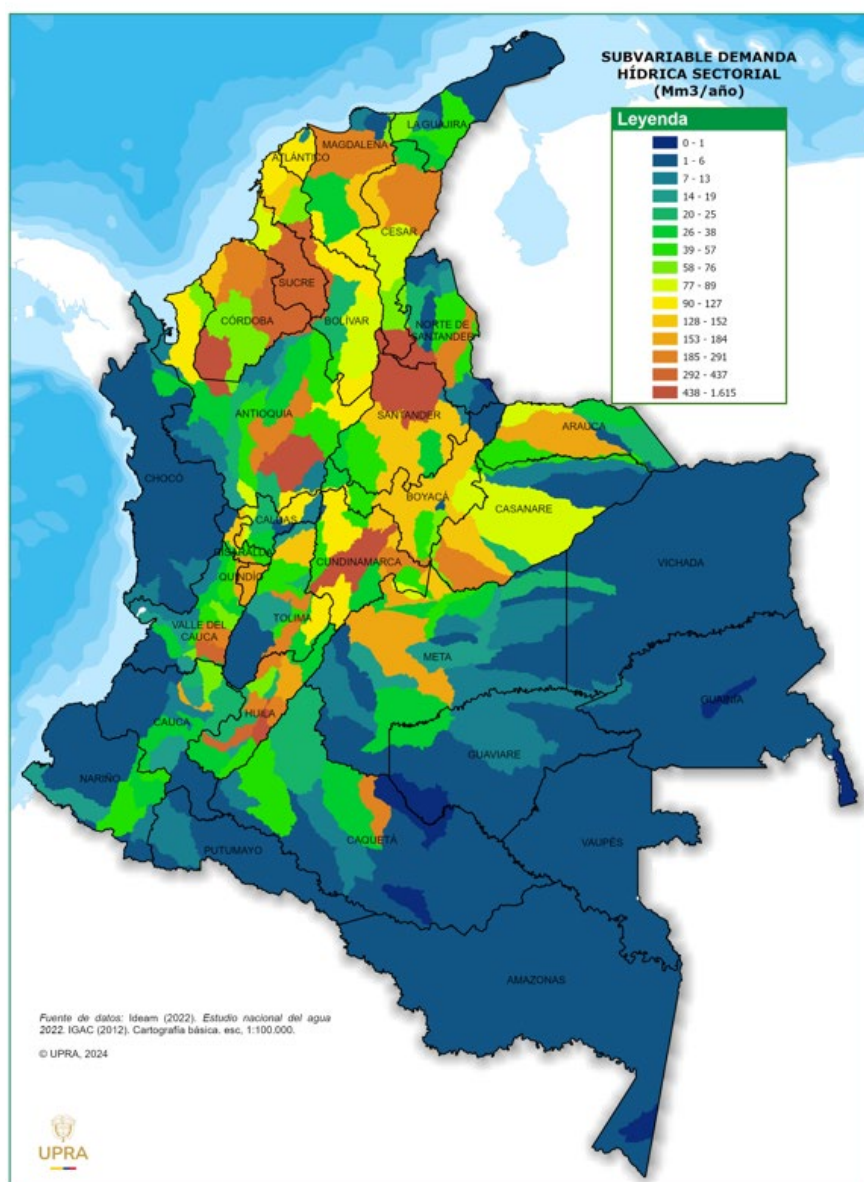 SUBVARIABLE DEMANDA
HÍDRICA SECTORIAL
(Mm3/año)
Leyenda
0 - 1
1 - 6
7 - 13
14 - 19
20 - 25
26 - 38
39 - 57
58 - 76
77 - 89
90 - 127
128 - 152
153 - 184
185 - 291
292 - 437
438 - 1.615
LA GUAJIRA
MAGDALENA
ATLÁNTICO
CESAR
SUCRE
CÓRDOBA
BOLÍVAR
NORTE DE
SANTANDER
ANTIOQUIA
SANTANDER
ARAUCA
CHOCÓ
BOYACÁ
CASANARE
CALDAS
RISARALDA
CUNDINAMARCA
VICHADA
QUINDÍO
TOLIMA
VALLE DEL
CAUCA
META
GUAINÍA
HUILA
CAUCA
GUAVIARE
NARIÑO
CAQUETÁ
VAUPÉS
PUTUMAYO
AMAZONAS
Fuente de datos: Ideam (2022). Estudio nacional del agua
2022. IGAC (2012). Cartografía básica. esc, 1:100.000.
© UPRA, 2024
UPRA